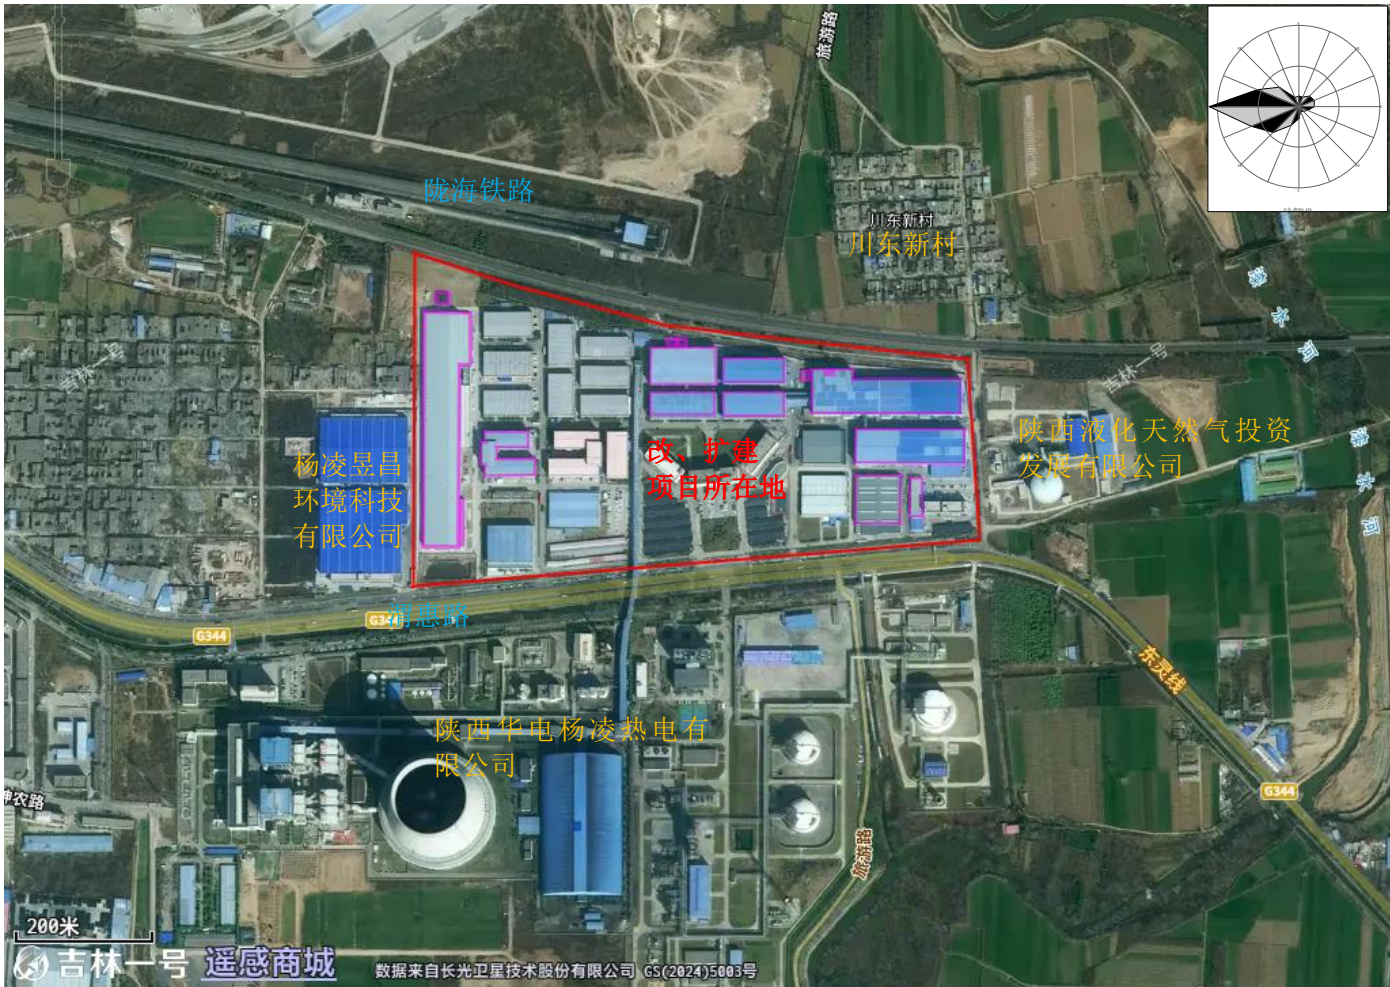 旅游路
陇海铁路
川东新村
川东新村
漆水河
吉林一号
吉林一号
陕西液化天然气投资
发展有限公司
漆水河
改、扩建
项目所在地
杨凌昱昌
环境科技
有限公司
G344
渭惠路
G344
东灵线
陕西华电杨凌热电有
限公司
G344
神农路
旅游路
200米
吉林一号 遥感商城
数据来自长光卫星技术股份有限公司 GS(2024)5003号